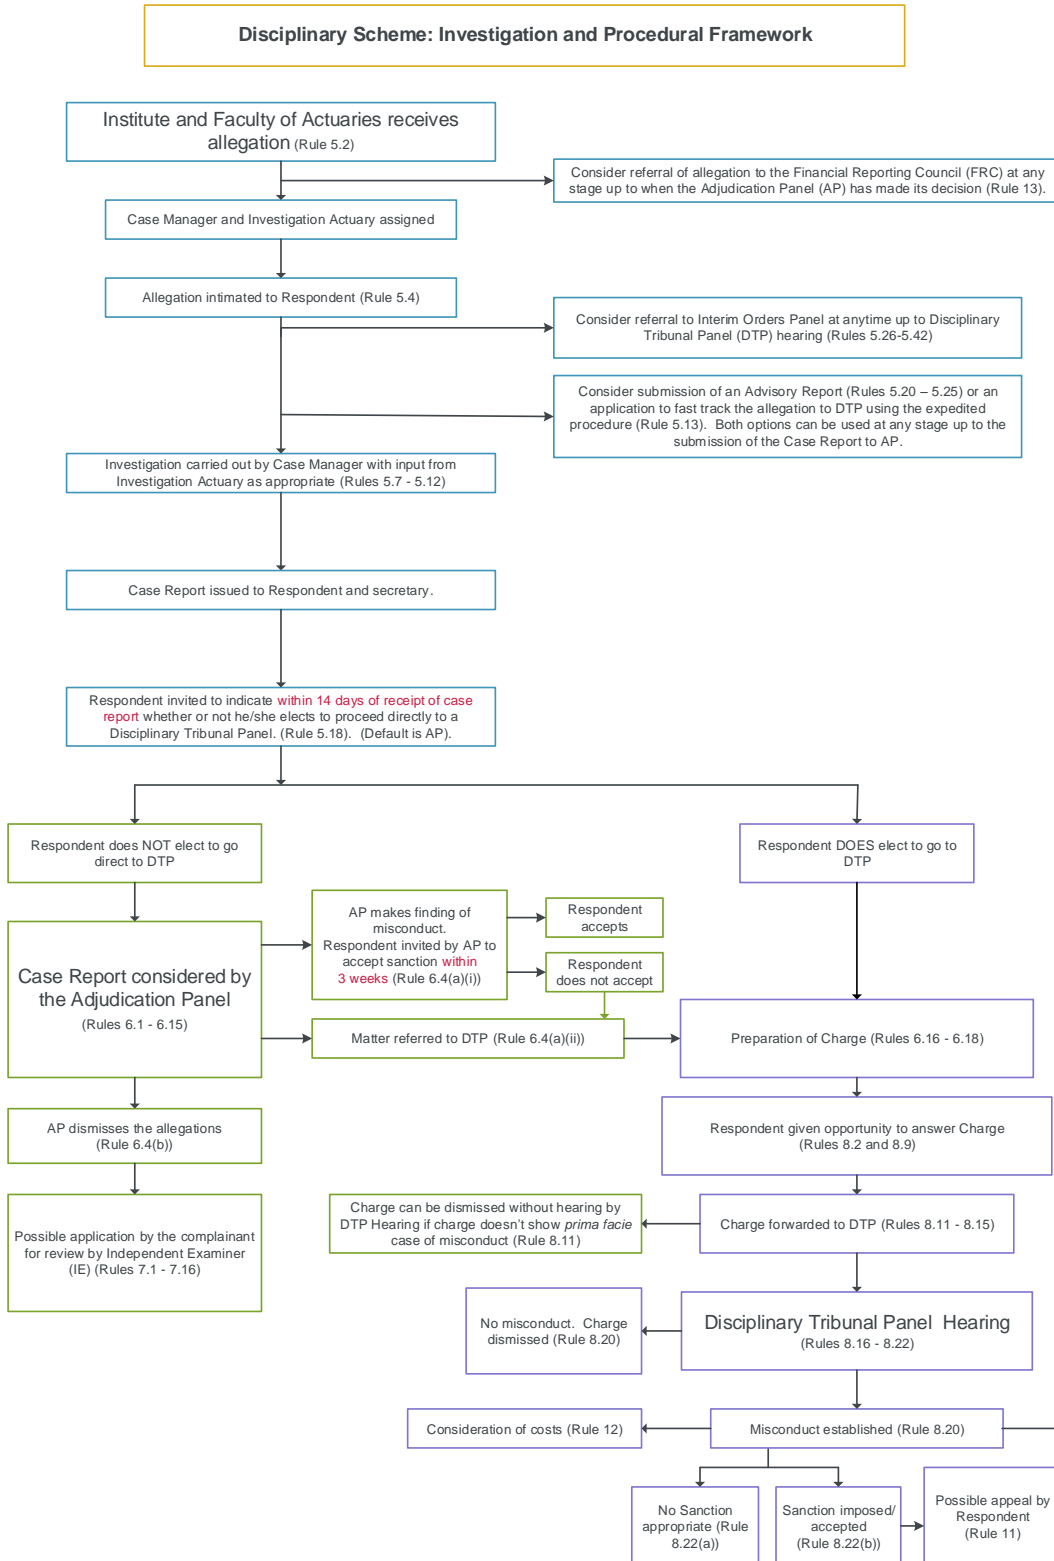 Disciplinary Scheme: Investigation and Procedural Framework
Institute and Faculty of Actuaries receives
allegation (Rule 5.2)
Consider referral of allegation to the Financial Reporting Council (FRC) at any
stage up to when the Adjudication Panel (AP) has made its decision (Rule 13).
Case Manager and Investigation Actuary assigned
Allegation intimated to Respondent (Rule 5.4)
Consider referral to Interim Orders Panel at anytime up to Disciplinary
Tribunal Panel (DTP) hearing (Rules 5.26-5.42)
Consider submission of an Advisory Report (Rules 5.20 – 5.25) or an
application to fast track the allegation to DTP using the expedited
procedure (Rule 5.13). Both options can be used at any stage up to the
submission of the Case Report to AP.
Investigation carried out by Case Manager with input from
Investigation Actuary as appropriate (Rules 5.7 - 5.12)
Case Report issued to Respondent and secretary.
Respondent invited to indicate within 14 days of receipt of case
report whether or not he/she elects to proceed directly to a
Disciplinary Tribunal Panel. (Rule 5.18). (Default is AP).
Respondent does NOT elect to go
direct to DTP
Respondent DOES elect to go to
DTP
AP makes finding of
misconduct.
Respondent invited by AP to
accept sanction within
3 weeks (Rule 6.4(a)(i))
Respondent
accepts
Respondent
does not accept
Case Report considered by
the Adjudication Panel
(Rules 6.1 - 6.15)
Matter referred to DTP (Rule 6.4(a)(ii))
Preparation of Charge (Rules 6.16 - 6.18)
AP dismisses the allegations
(Rule 6.4(b))
Respondent given opportunity to answer Charge
(Rules 8.2 and 8.9)
Possible application by the complainant
for review by Independent Examiner
(IE) (Rules 7.1 - 7.16)
Charge can be dismissed without hearing by
DTP Hearing if charge doesn't show prima facie
case of misconduct (Rule 8.11)
Charge forwarded to DTP (Rules 8.11 - 8.15)
No misconduct. Charge
dismissed (Rule 8.20)
Disciplinary Tribunal Panel Hearing
(Rules 8.16 - 8.22)
Consideration of costs (Rule 12)
Misconduct established (Rule 8.20)
No Sanction
appropriate (Rule
8.22(a))
Sanction imposed/
accepted
(Rule 8.22(b))
Possible appeal by
Respondent
(Rule 11)